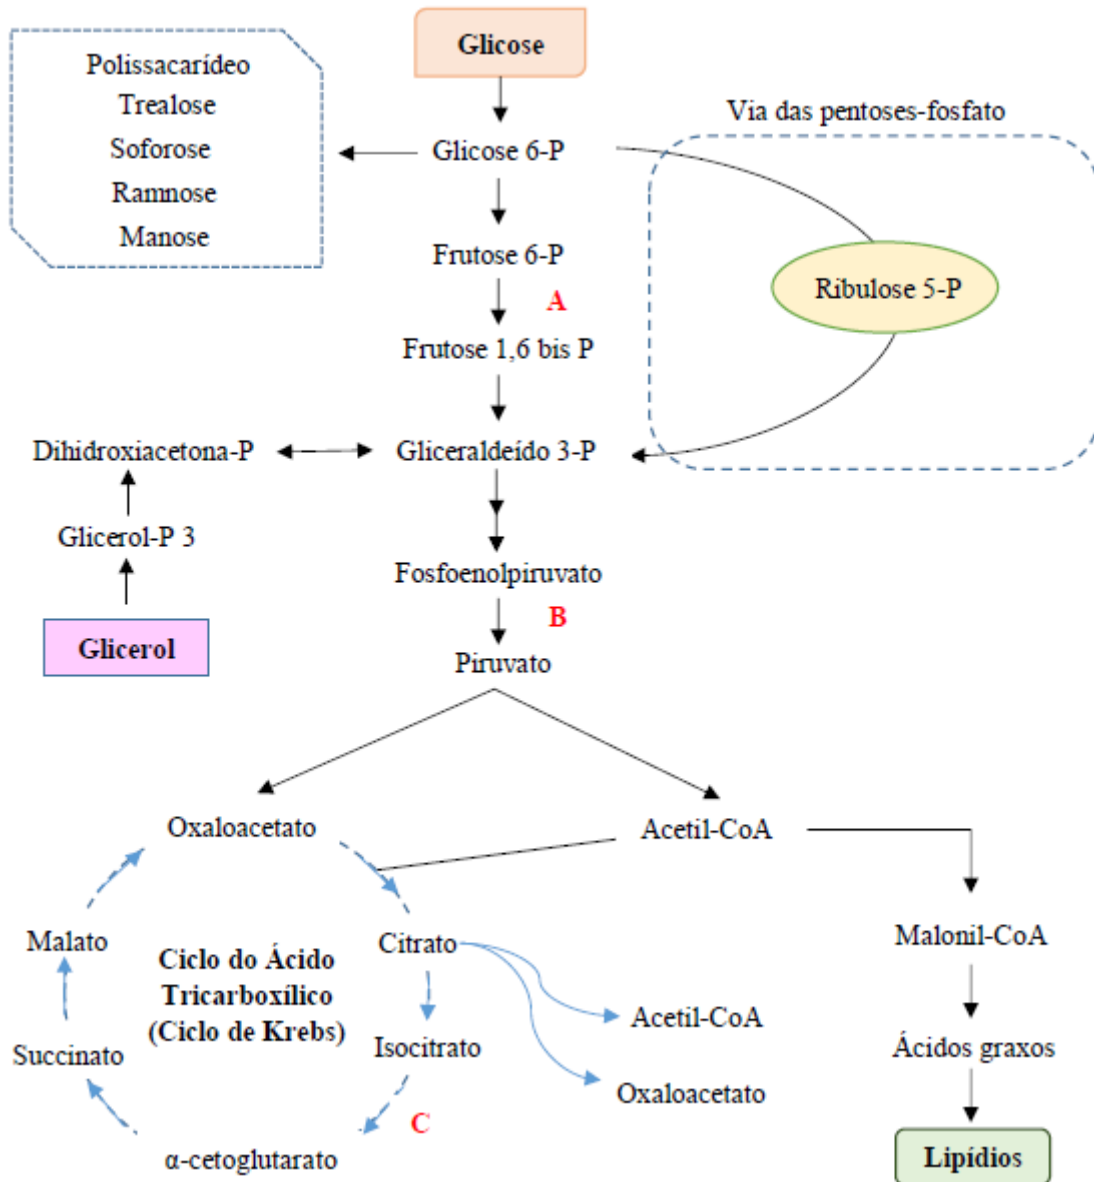 Glicose
Polissacarídeo
Trealose
Soforose
Ramnose
Manose
Via das pentoses-fosfato
Glicose 6-P
Frutose 6-P
Ribulose 5-P
A
Frutose 1,6 bis P
Dihidroxiacetona-P
Gliceraldeído 3-P
Glicerol-P 3
Fosfoenolpiruvato
B
Glicerol
Piruvato
Oxaloacetato
Acetil-CoA
Malato
Citrato
Malonil-CoA
Ciclo do Ácido
Tricarboxílico
(Ciclo de Krebs)
Acetil-CoA
Succinato
Isocitrato
Ácidos graxos
Oxaloacetato
C
α-cetoglutarato
Lipídios